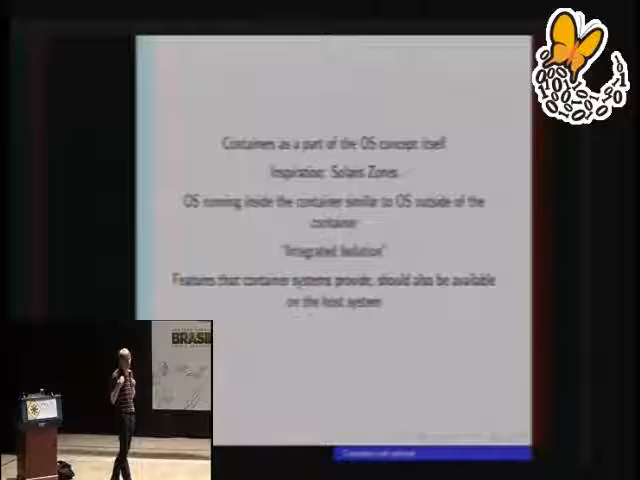 Containers as a part of the OS concept itself
Inspiration: Solaris Zones
OS running inside the container similar to OS outside of the
container
"Integrated Isolation"
Features that container systems provide, should also be available
on the host system
BRASIL